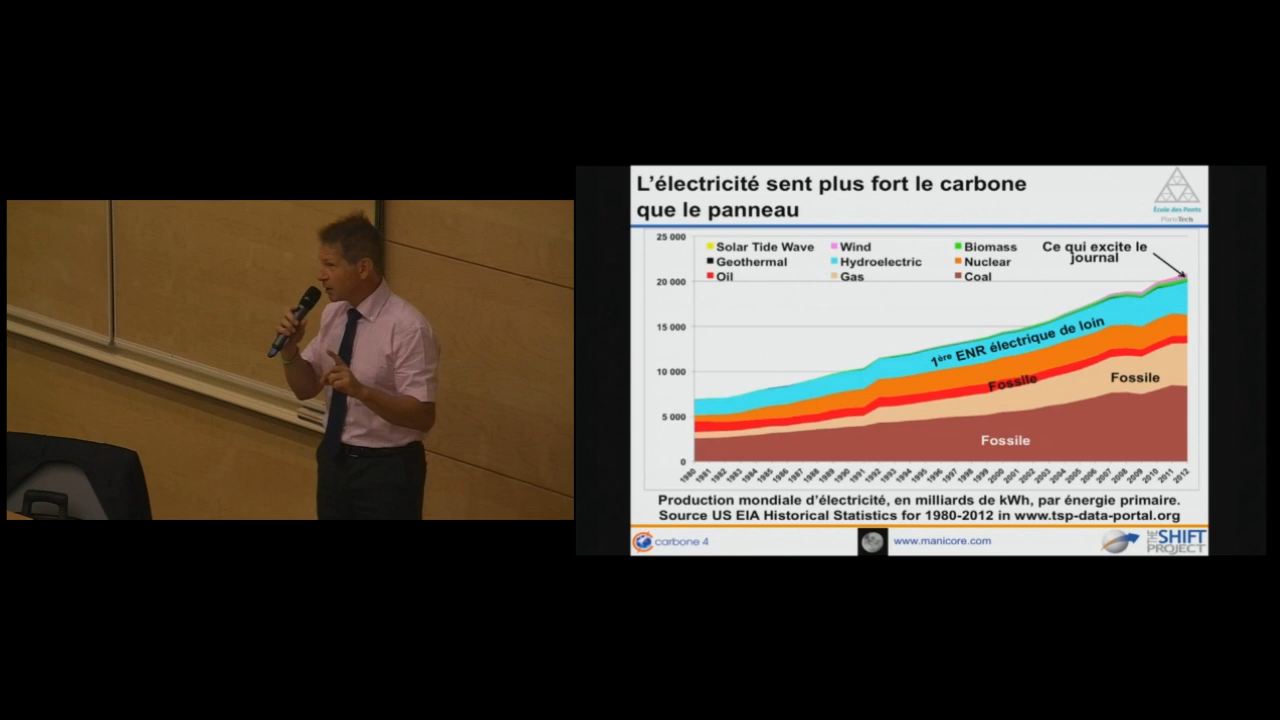 L'électricité sent plus fort le carbone
que le panneau
École des Ponts
ParisTech
25 000
20 000
15 000
10 000
5 000
0
Solar Tide Wave
Wind
Biomass
Geothermal
Hydroelectric
Nuclear
Oil
Gas
Coal
Ce qui excite le
journal
1ère ENR électrique de loin
Fossile
Fossile
Fossile
1980 1981 1982 1983 1984 1985 1986 1987 1988 1989 1990 1991 1992 1993 1994 1995 1996 1997 1998 1999 2000 2001 2002 2003 2004 2005 2006 2007 2008 2009 2010 2011 2012
Production mondiale d'électricité, en milliards de kWh, par énergie primaire.
Source US EIA Historical Statistics for 1980-2012 in www.tsp-data-portal.org
carbone 4
www.manicore.com
THE SHIFT
PROJECT